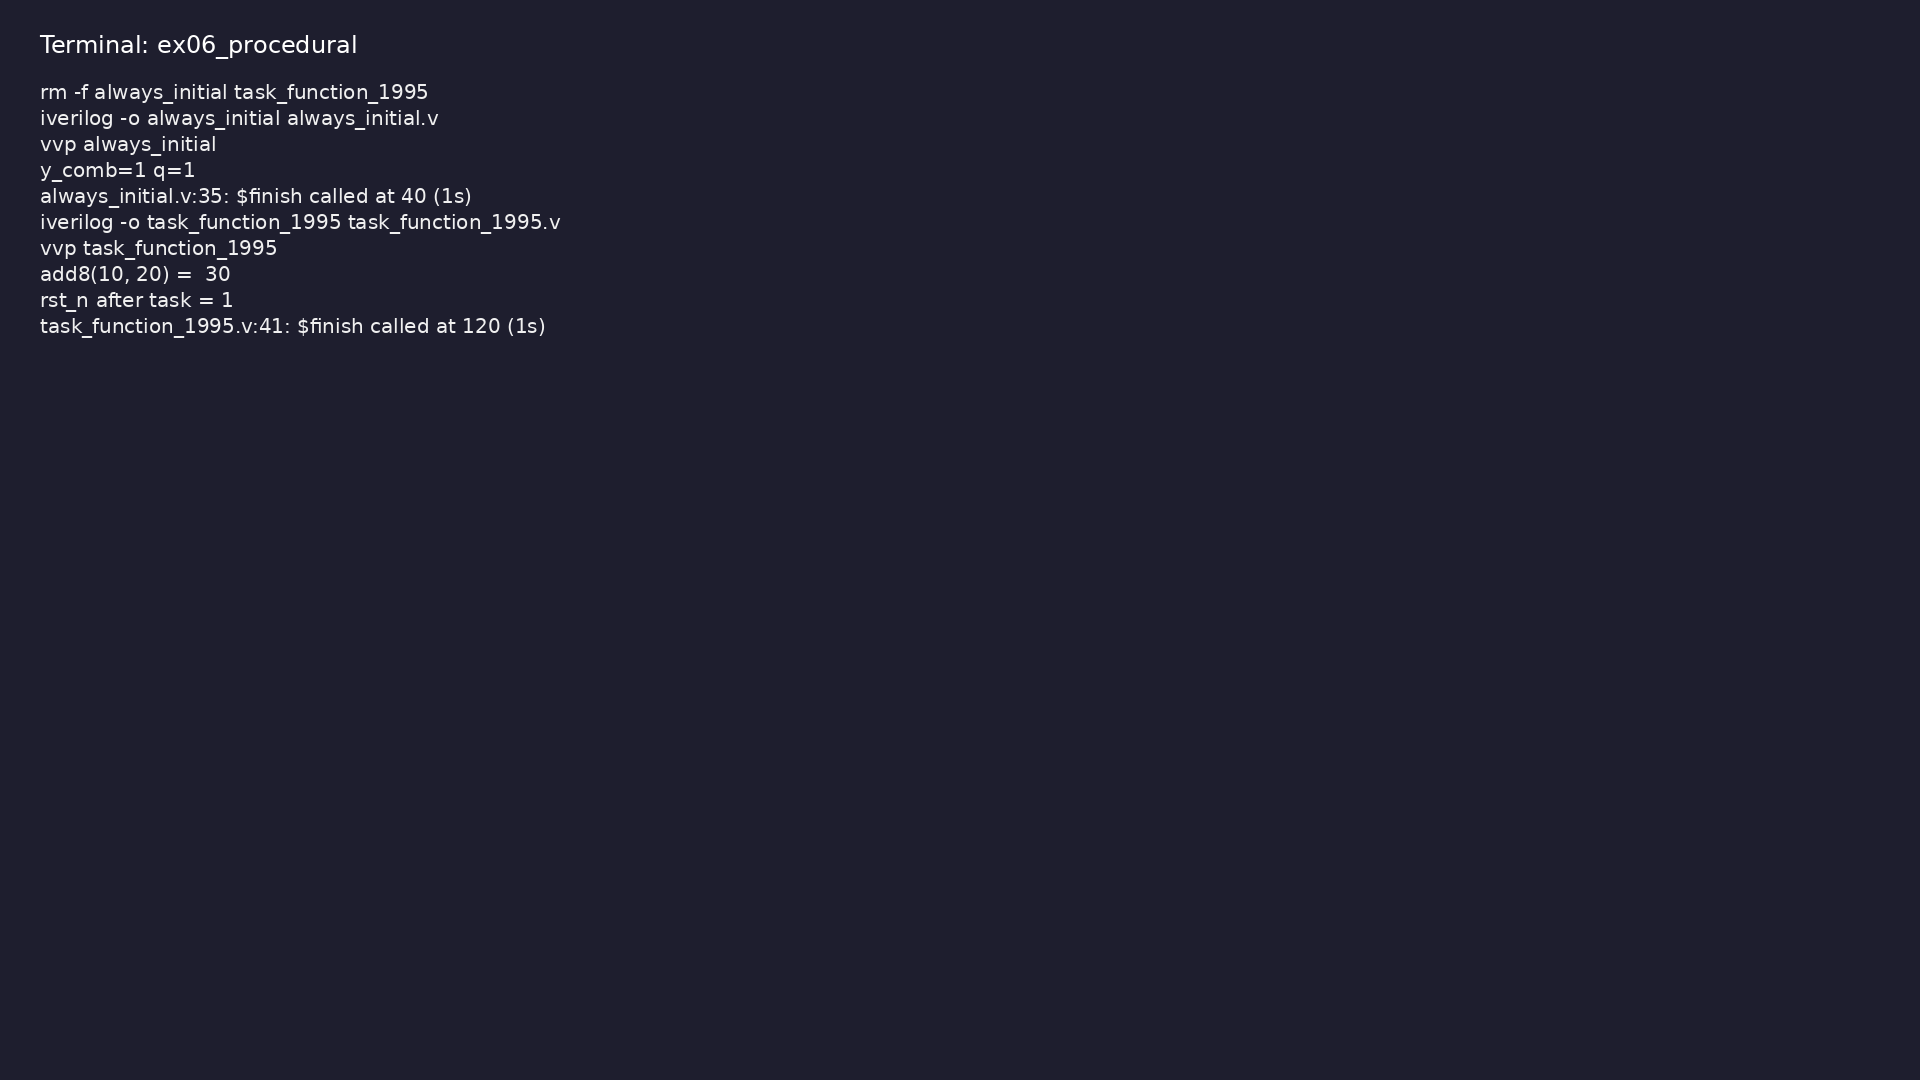 Terminal: ex06_procedural
rm -f always_initial task_function_1995
iverilog -o always_initial always_initial.v
vvp always_initial
y_comb=1 q=1
always_initial.v:35: $finish called at 40 (1s)
iverilog -o task_function_1995 task_function_1995.v
vvp task_function_1995
add8(10, 20) =  30
rst_n after task = 1
task_function_1995.v:41: $finish called at 120 (1s)